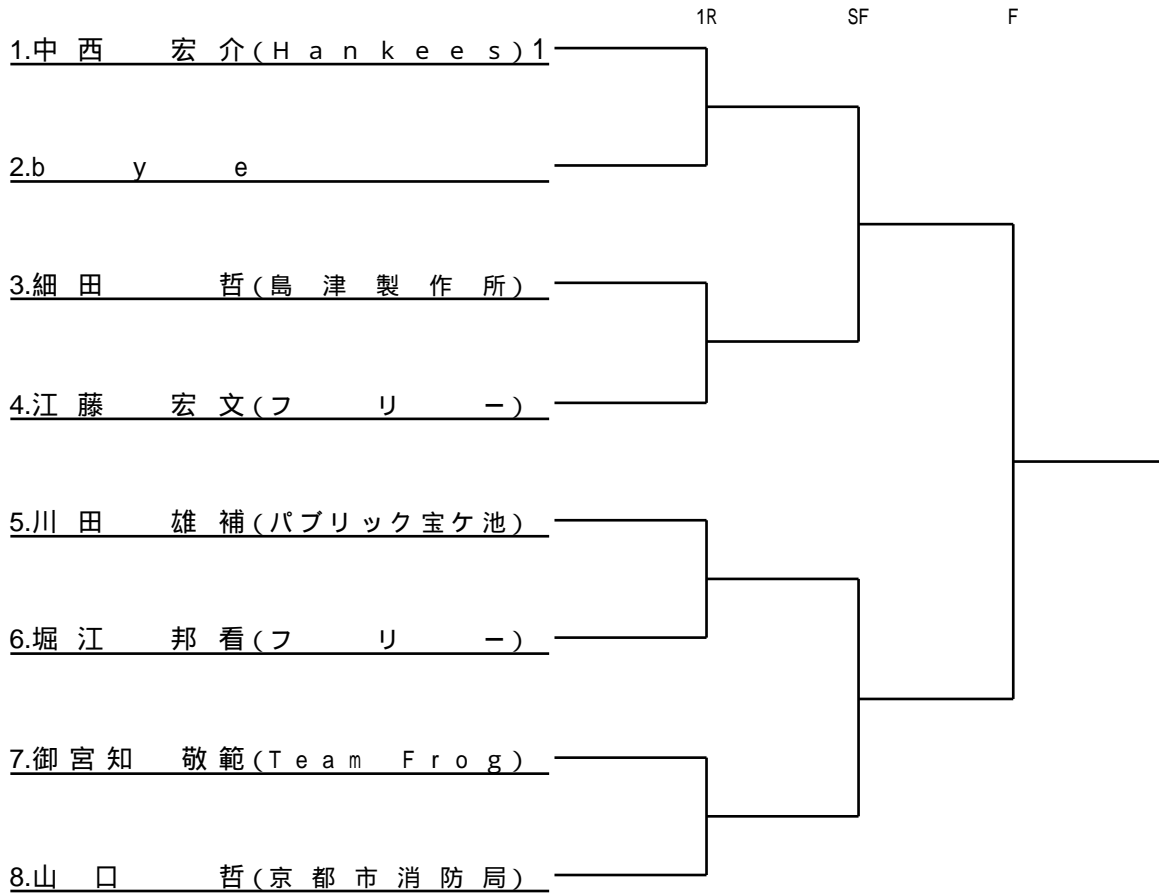 1R SF F
1.中西 宏介(Hankees)1
2.bye
3.細田 哲(島津製作所)
4.江藤 宏文(フリー)
5.川田 雄補(パブリック宝ケ池)
6.堀江 邦看(フリー)
7.御宮知 敬範(Team Frog)
8.山口 哲(京都市消防局)